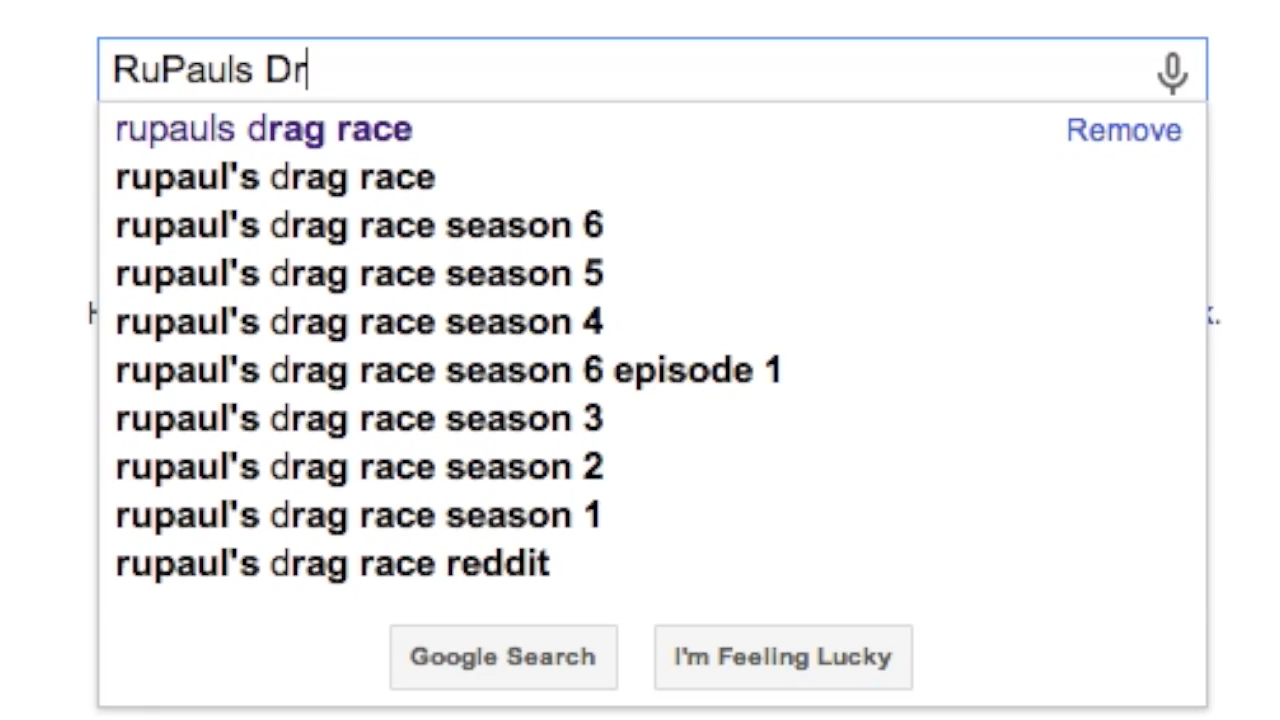 RuPauls Dr
rupauls drag race Remove
rupaul's drag race
rupaul's drag race season 6
rupaul's drag race season 5
rupaul's drag race season 4
rupaul's drag race season 6 episode 1
rupaul's drag race season 3
rupaul's drag race season 2
rupaul's drag race season 1
rupaul's drag race reddit
Google Search I'm Feeling Lucky